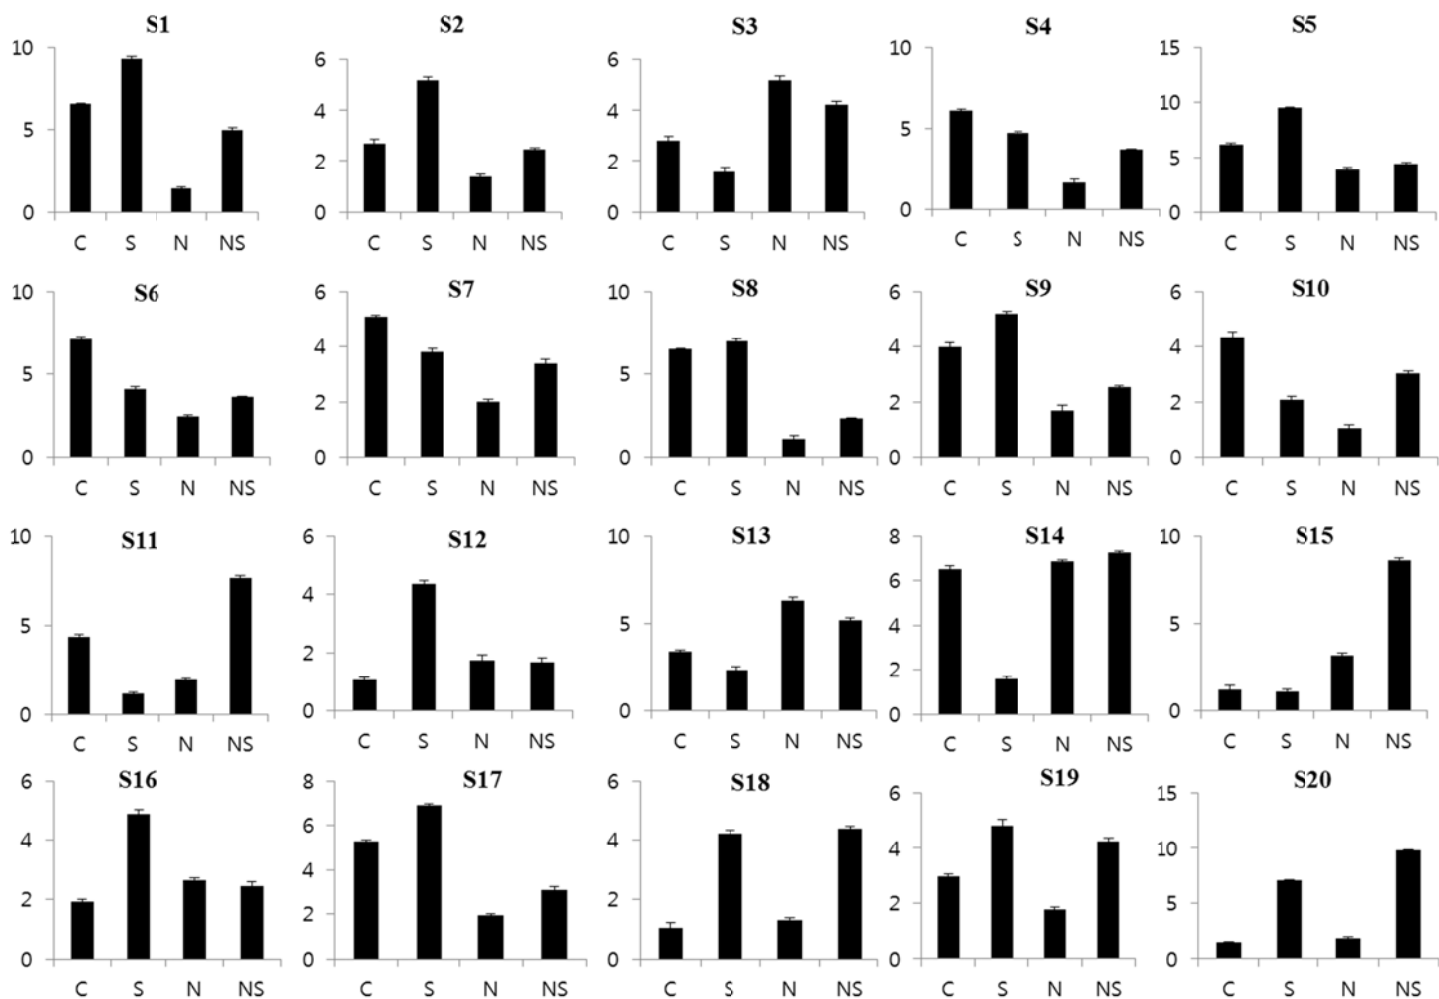 S1 S2 S3 S4 S5
10 6 6 10 15
4 4 10
5 5
2 2 5
0 0 0 0 0
C S N NS C S N NS C S N NS C S N NS C S N NS
S6 S7 S8 S9 S10
10 6 10 6 6
4 4 4
5 5
2 2 2
0 0 0 0 0
C S N NS C S N NS C S N NS C S N NS C S N NS
S11 S12 S13 S14 S15
10 6 10 8 10
6
4
5 5 4 5
2 2
0 0 0 0 0
C S N NS C S N NS C S N NS C S N NS C S N NS
S16 S17 S18 S19 S20
6 8 6 6 15
6
4 4 4 10
4
2 2 2 5
2
0 0 0 0 0
C S N NS C S N NS C S N NS C S N NS C S N NS